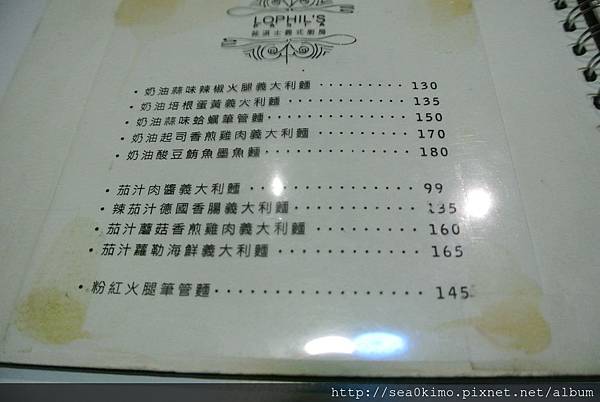 LOPHIL'S
PASTA
・奶油蒜味辣椒火腿義大利麵 ·········· 130
・奶油培根蛋黃義大利麵 ············ 135
・奶油蒜味蛤蠣筆管麵 ············ 150
・奶油起司香煎雞肉義大利麵 ·········· 170
・奶油酸豆鮪魚墨魚麵 ············ 180
・茄汁肉醬義大利麵 ············ 99
・辣茄汁德國香腸義大利麵 ·········· 135
・茄汁蘑菇香煎雞肉義大利麵 ·········· 160
・茄汁蘿勒海鮮義大利麵 ············ 165
・粉紅火腿筆管麵 ·············· 145
http://sea0kimo.pixnet.net/album